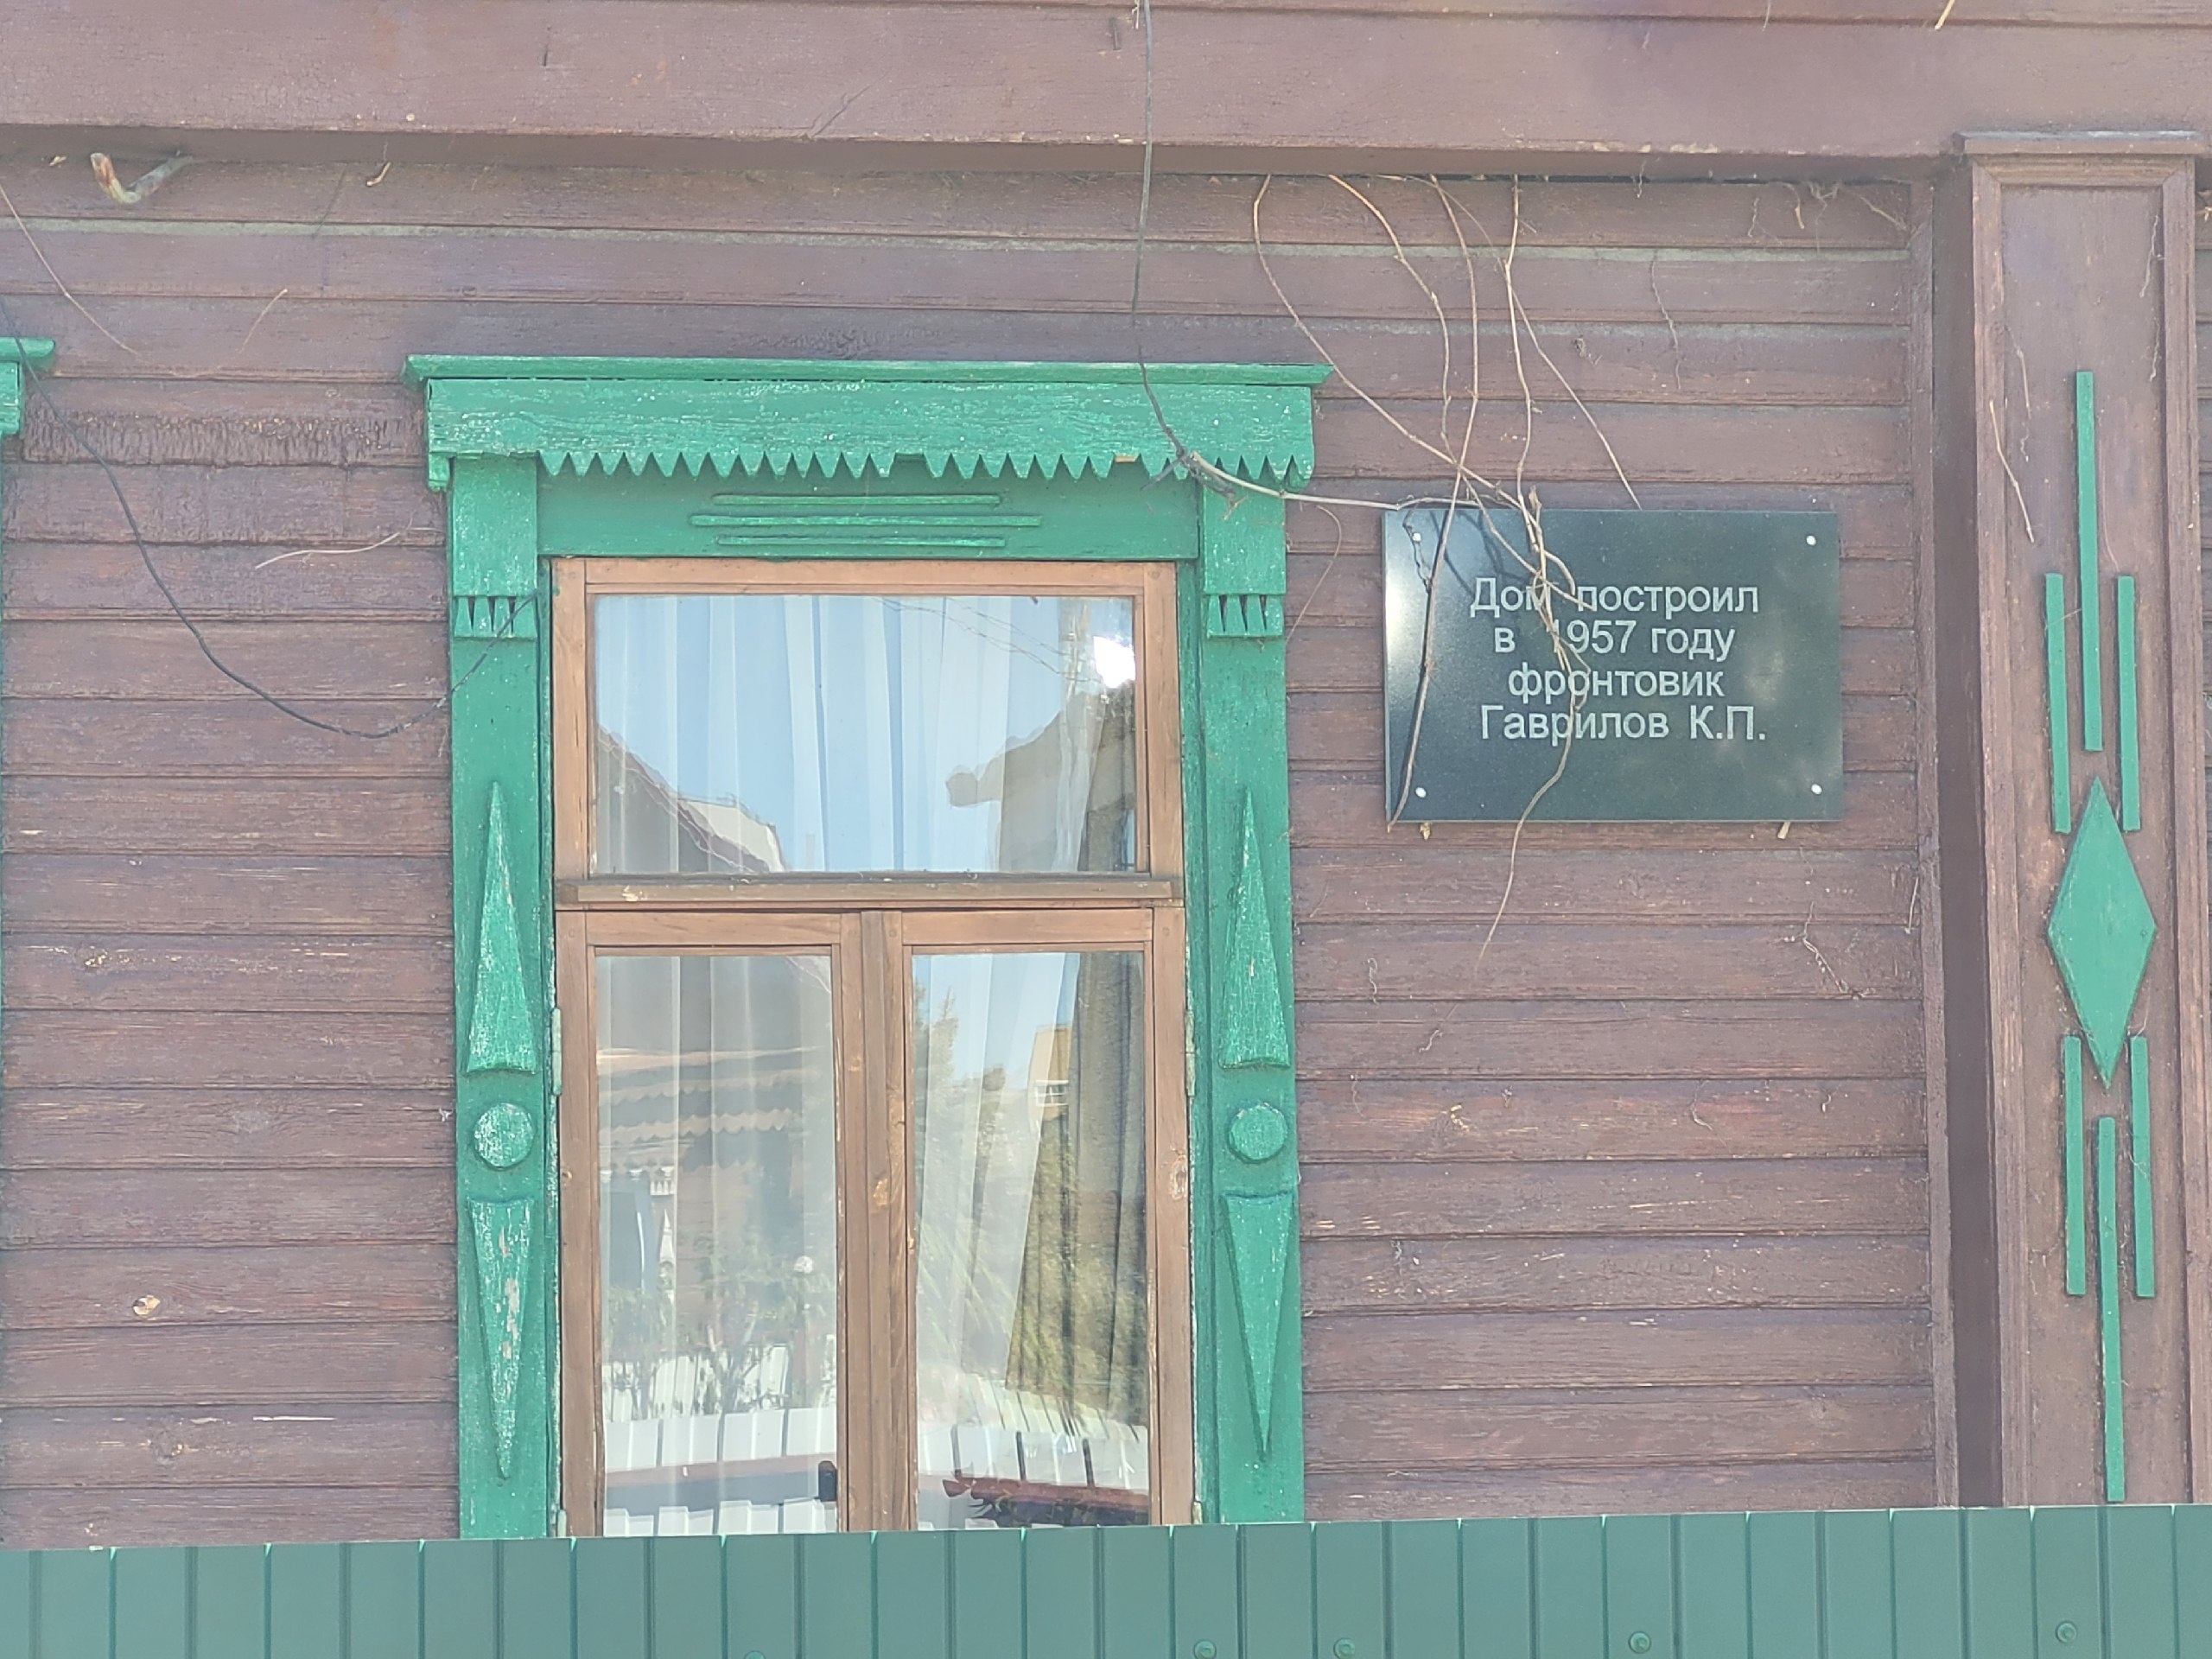 Дом построил
в 1957 году
фронтовик
Гаврилов К.П.